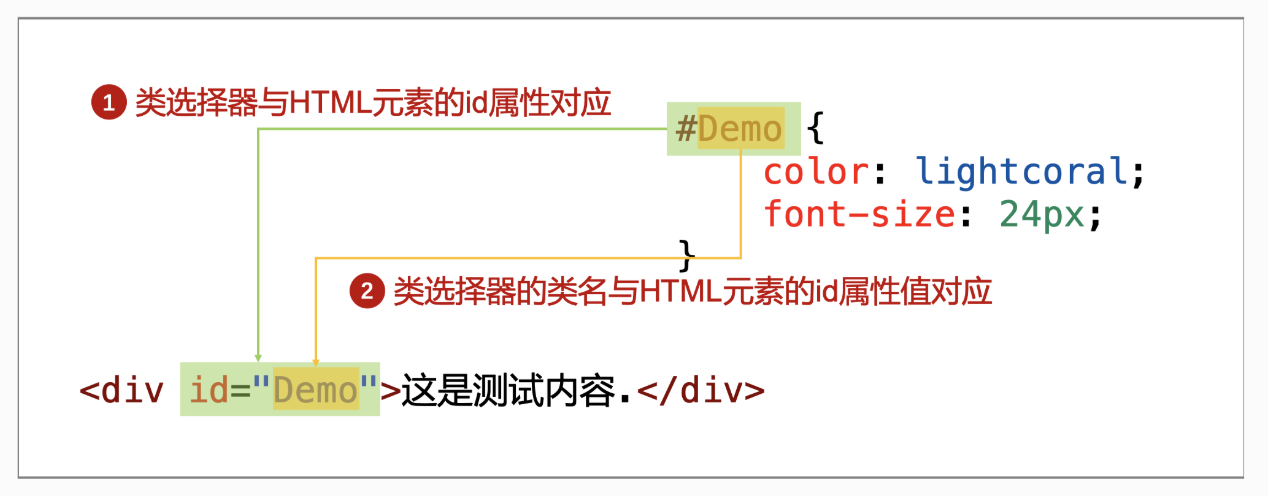 1 类选择器与HTML元素的id属性对应
#Demo {
color: lightcoral;
font-size: 24px;
}
2 类选择器的类名与HTML元素的id属性值对应
<div id="Demo">这是测试内容.</div>